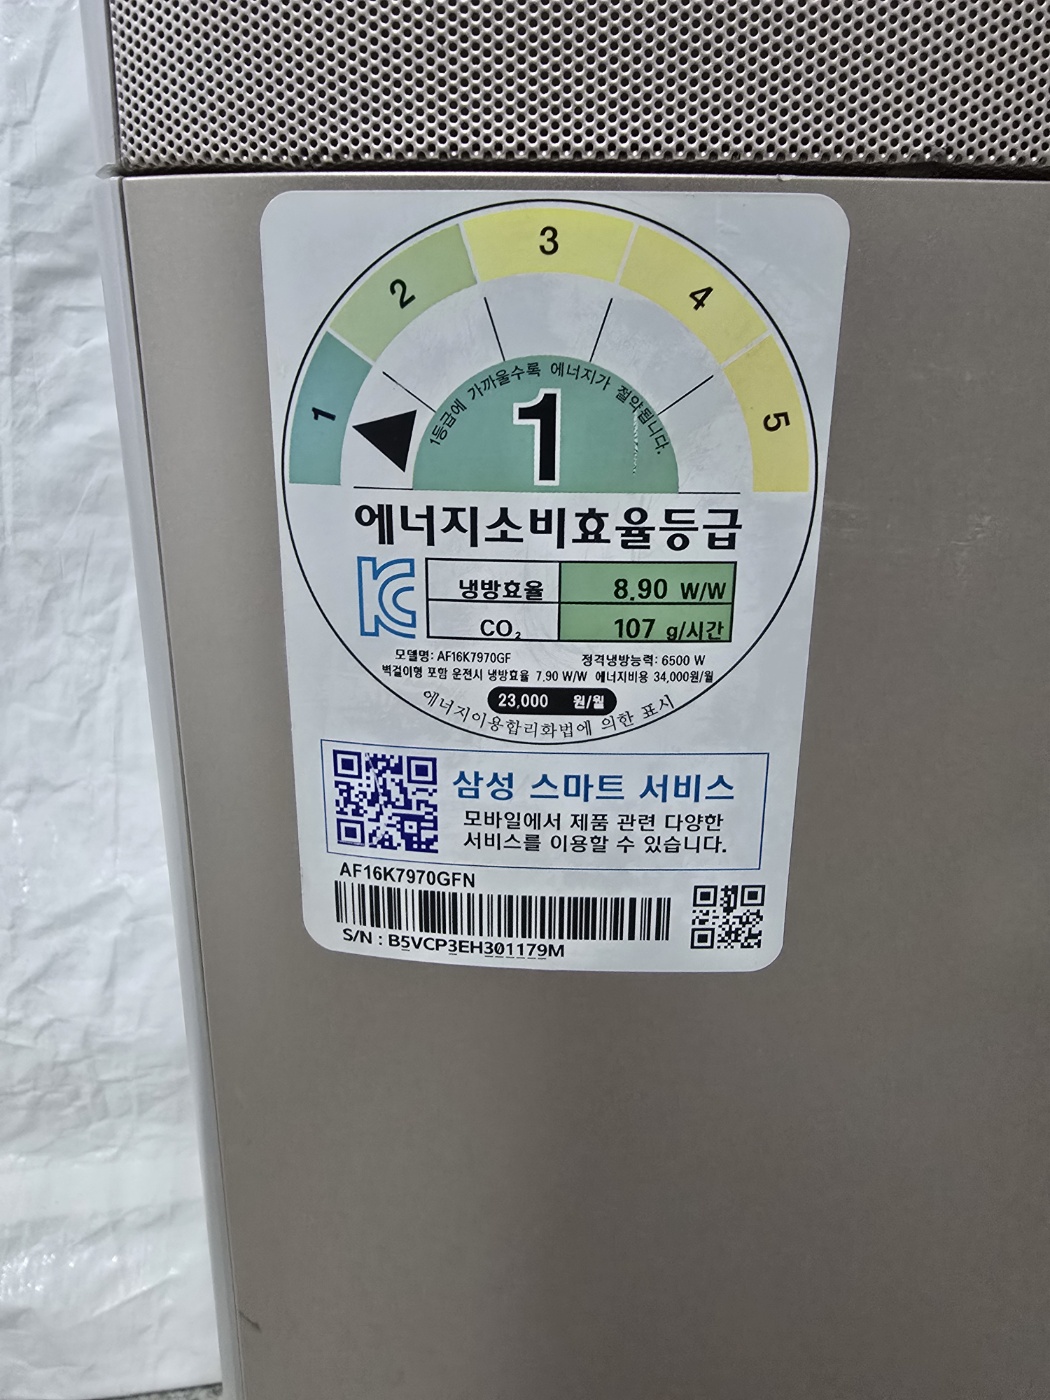 1
2
3
4
5
1등급에 가까울수록 에너지가 절약됩니다.
1
에너지소비효율등급
냉방효율 8.90 W/W
CO₂ 107 g/시간
모델명: AF16K7970GF 정격냉방능력: 6500 W
벽걸이형 포함 운전시 냉방효율 7.90 W/W 에너지비용 34,000원/월
23,000 원/월
에너지이용합리화법에 의한 표시
삼성 스마트 서비스
모바일에서 제품 관련 다양한
서비스를 이용할 수 있습니다.
AF16K7970GFN
S/N : B5VCP3EH301179M